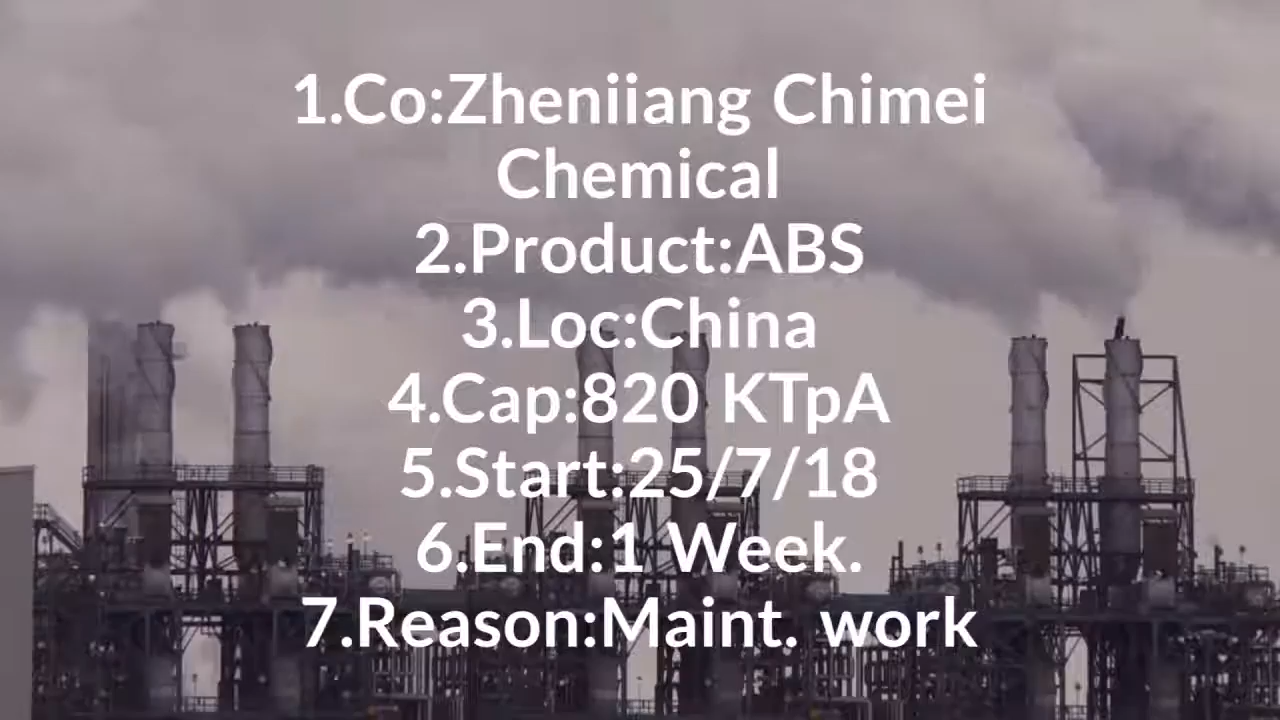 1.Co:Zheniiang Chimei
Chemical
2.Product:ABS
3.Loc:China
4.Cap:820 KTpA
5.Start:25/7/18
6.End:1 Week.
7.Reason:Maint. work